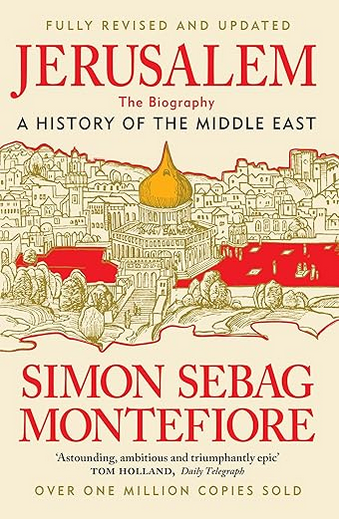 FULLY REVISED AND UPDATED
JERUSALEM
The Biography
A HISTORY OF THE MIDDLE EAST
SIMON SEBAG
MONTEFIORE
‘Astounding, ambitious and triumphantly epic’
TOM HOLLAND, Daily Telegraph
OVER ONE MILLION COPIES SOLD